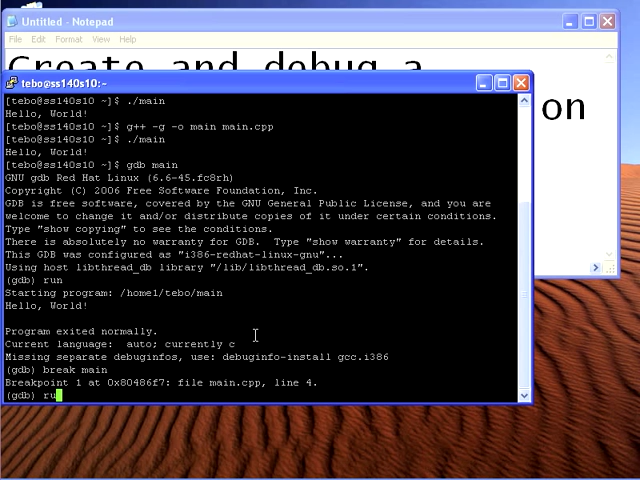 Untitled - Notepad
File Edit Format View Help
Create and debug a
on
tebo@ss140s10:~
[tebo@ss140s10 ~]$ ./main
Hello, World!
[tebo@ss140s10 ~]$ g++ -g -o main main.cpp
[tebo@ss140s10 ~]$ ./main
Hello, World!
[tebo@ss140s10 ~]$ gdb main
GNU gdb Red Hat Linux (6.6-45.fc8rh)
Copyright (C) 2006 Free Software Foundation, Inc.
GDB is free software, covered by the GNU General Public License, and you are
welcome to change it and/or distribute copies of it under certain conditions.
Type "show copying" to see the conditions.
There is absolutely no warranty for GDB.  Type "show warranty" for details.
This GDB was configured as "i386-redhat-linux-gnu"...
Using host libthread_db library "/lib/libthread_db.so.1".
(gdb) run
Starting program: /home1/tebo/main
Hello, World!
Program exited normally.
Current language:  auto; currently c
Missing separate debuginfos, use: debuginfo-install gcc.i386
(gdb) break main
Breakpoint 1 at 0x80486f7: file main.cpp, line 4.
(gdb) ru